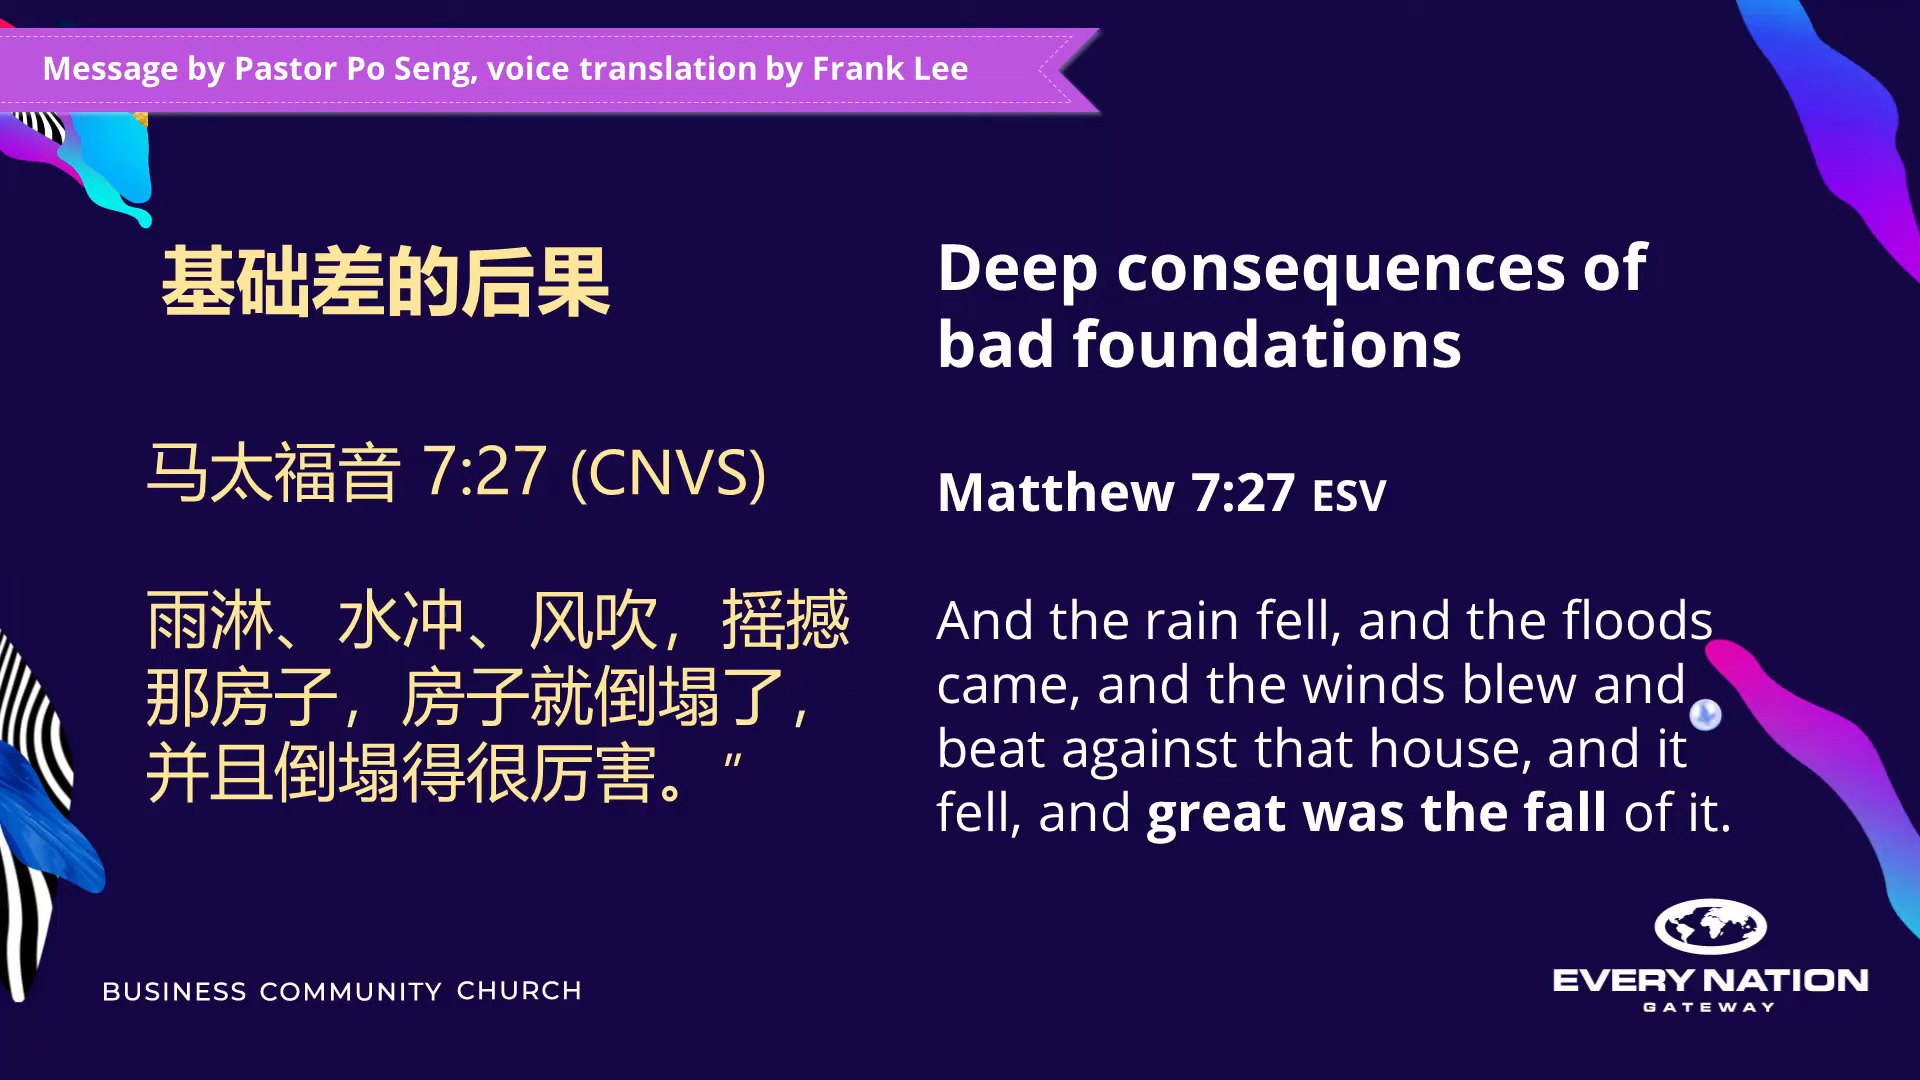 Message by Pastor Po Seng, voice translation by Frank Lee
基础差的后果
马太福音 7:27 (CNVS)
雨淋、水冲、风吹，摇撼
那房子，房子就倒塌了，
并且倒塌得很厉害。”
Deep consequences of
bad foundations
Matthew 7:27 ESV
And the rain fell, and the floods
came, and the winds blew and
beat against that house, and it
fell, and great was the fall of it.
BUSINESS COMMUNITY CHURCH
EVERY NATION
GATEWAY